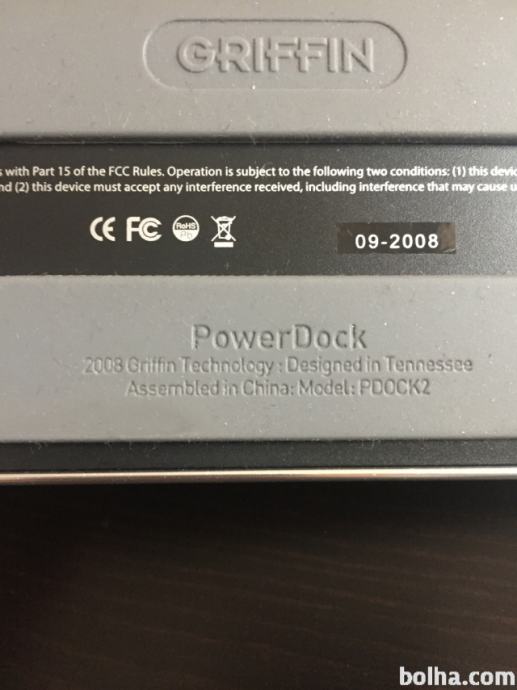 GRIFFIN
s with Part 15 of the FCC Rules. Operation is subject to the following two conditions: (1) this devic
nd (2) this device must accept any interference received, including interference that may cause u
CE FC RoHS Pb
09-2008
PowerDock
2008 Griffin Technology : Designed in Tennessee
Assembled in China: Model: PDOCK2
bolha.com